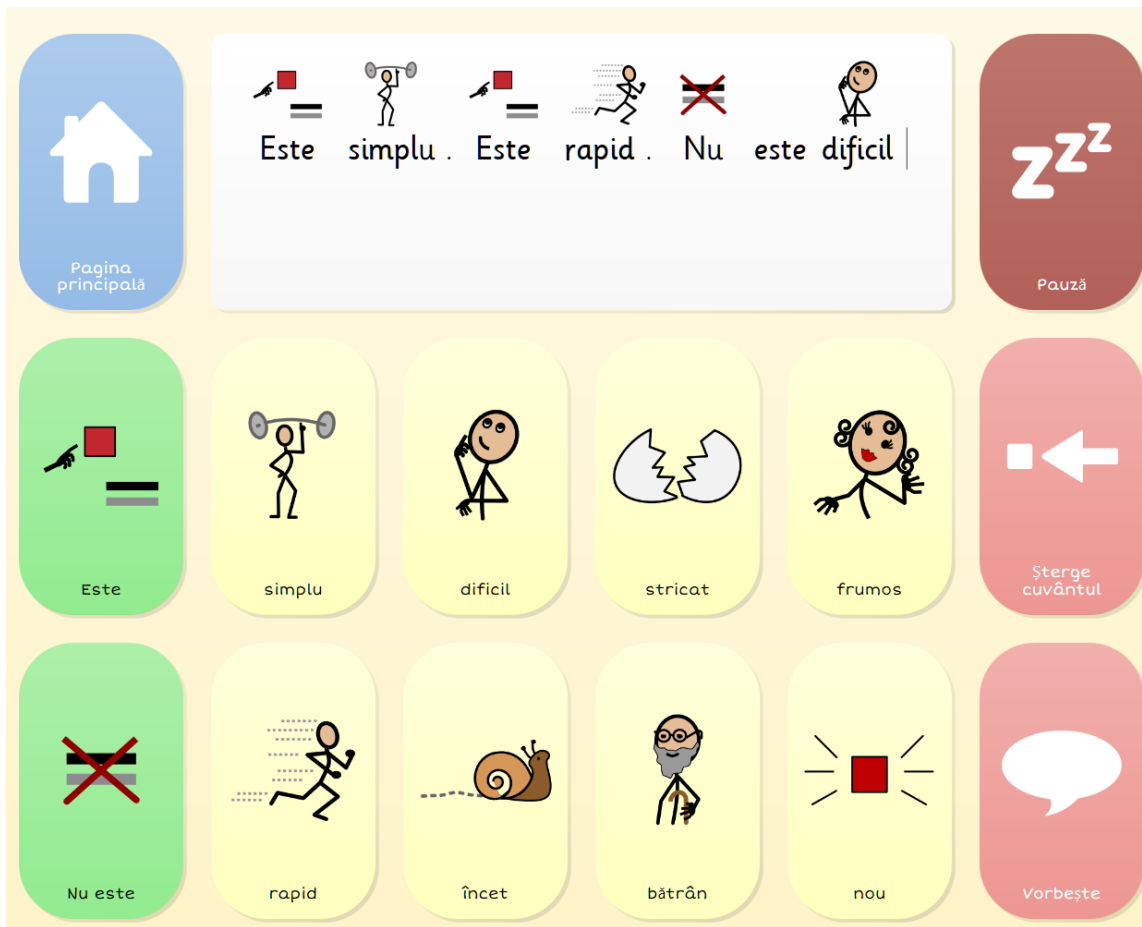 Pagina
principală
Este simplu . Este rapid . Nu este dificil
zzz
Pauză
Este
simplu
dificil
stricat
frumos
Șterge
cuvântul
Nu este
rapid
încet
bătrân
nou
Vorbește